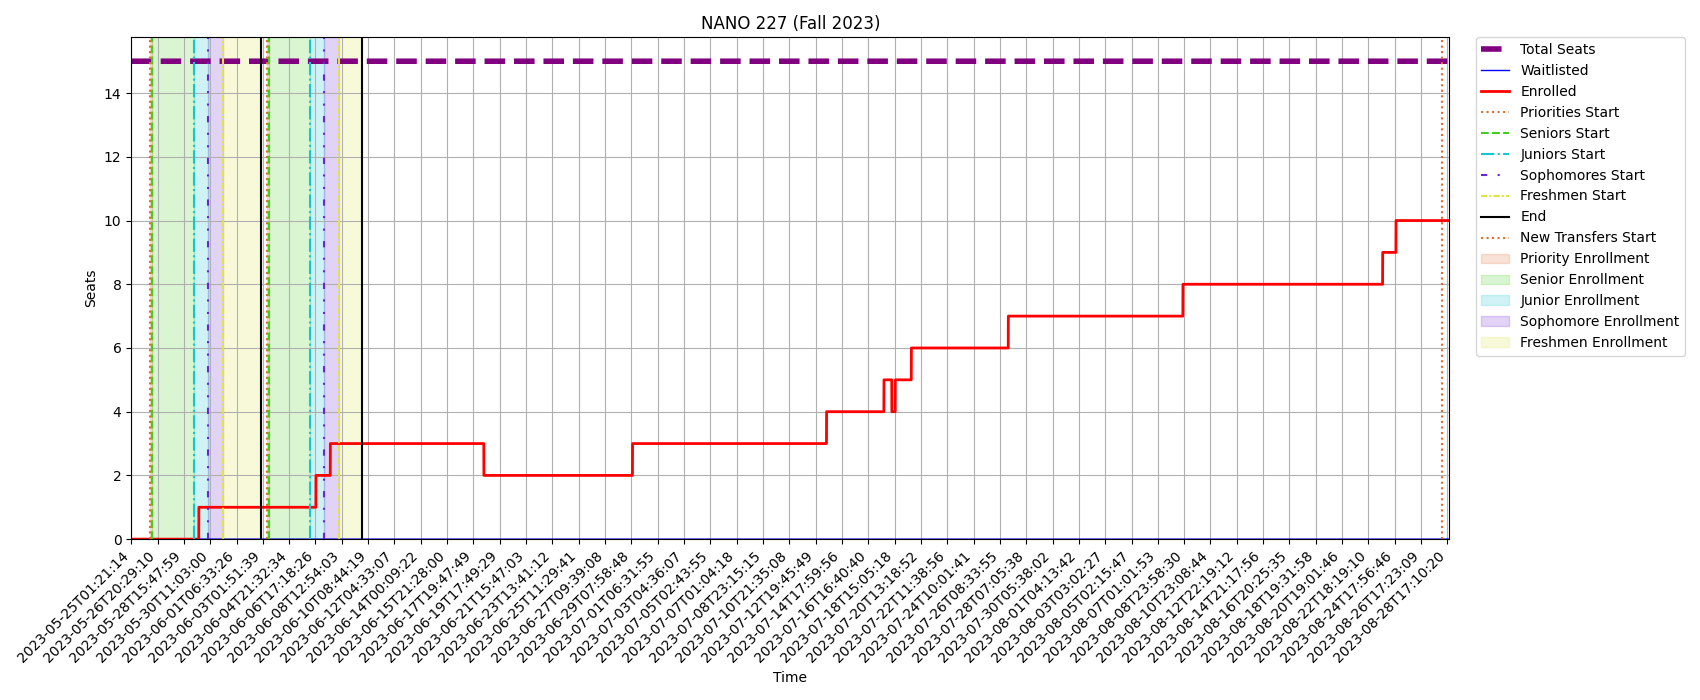 NANO 227 (Fall 2023)
Seats
14
12
10
8
6
4
2
0
2023-05-25T01:21:14
2023-05-26T20:29:10
2023-05-28T15:47:59
2023-05-30T11:03:00
2023-06-01T06:33:26
2023-06-03T01:51:39
2023-06-04T21:32:34
2023-06-06T17:18:26
2023-06-08T12:54:03
2023-06-10T08:44:19
2023-06-12T04:33:07
2023-06-14T00:09:22
2023-06-15T21:28:00
2023-06-17T19:47:49
2023-06-19T17:49:29
2023-06-21T15:47:03
2023-06-23T13:41:12
2023-06-25T11:29:41
2023-06-27T09:39:08
2023-06-29T07:58:48
2023-07-01T06:31:55
2023-07-03T04:36:07
2023-07-05T02:43:55
2023-07-07T01:04:18
2023-07-08T23:15:15
2023-07-10T21:35:08
2023-07-12T19:45:49
2023-07-14T17:59:56
2023-07-16T16:40:40
2023-07-18T15:05:18
2023-07-20T13:18:52
2023-07-22T11:38:56
2023-07-24T10:01:41
2023-07-26T08:33:55
2023-07-28T07:05:38
2023-07-30T05:38:02
2023-08-01T04:13:42
2023-08-03T03:02:27
2023-08-05T02:15:47
2023-08-07T01:01:53
2023-08-08T23:58:30
2023-08-10T23:08:44
2023-08-12T22:19:12
2023-08-14T21:17:56
2023-08-16T20:25:35
2023-08-18T19:31:58
2023-08-20T19:01:46
2023-08-22T18:19:10
2023-08-24T17:56:46
2023-08-26T17:23:09
2023-08-28T17:10:20
Time
Total Seats
Waitlisted
Enrolled
Priorities Start
Seniors Start
Juniors Start
Sophomores Start
Freshmen Start
End
New Transfers Start
Priority Enrollment
Senior Enrollment
Junior Enrollment
Sophomore Enrollment
Freshmen Enrollment